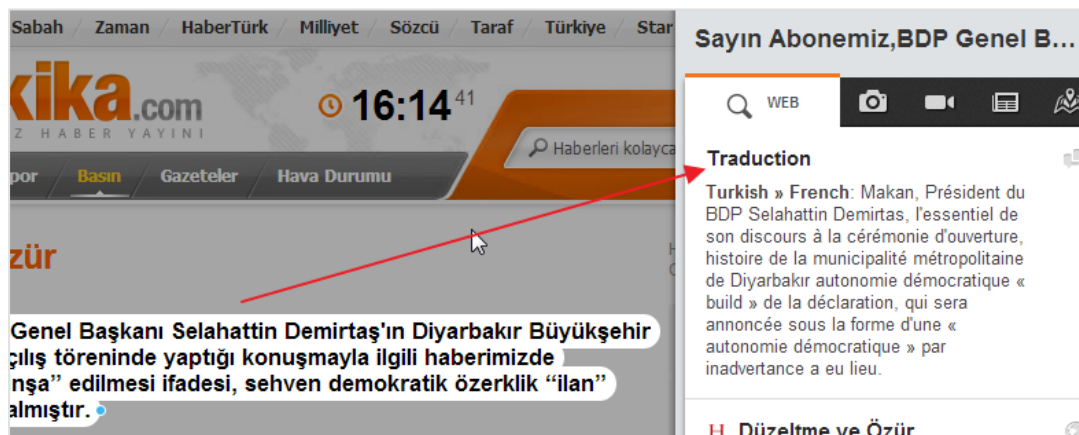 Sabah / Zaman / HaberTürk / Milliyet / Sözcü / Taraf / Türkiye / Star
kika.com
Z HABER YAYINI
16:14 41
Haberleri kolayca
por / Basın / Gazeteler / Hava Durumu
zür
Genel Başkanı Selahattin Demirtaş'ın Diyarbakır Büyükşehir
çılış töreninde yaptığı konuşmayla ilgili haberimizde
nşa” edilmesi ifadesi, sehven demokratik özerklik “ilan”
almıştır.
Sayın Abonemiz,BDP Genel B...
WEB
Traduction
Turkish » French: Makan, Président du
BDP Selahattin Demirtas, l'essentiel de
son discours à la cérémonie d'ouverture,
histoire de la municipalité métropolitaine
de Diyarbakır autonomie démocratique «
build » de la déclaration, qui sera
annoncée sous la forme d'une «
autonomie démocratique » par
inadvertance a eu lieu.
H Düzeltme ve Özür